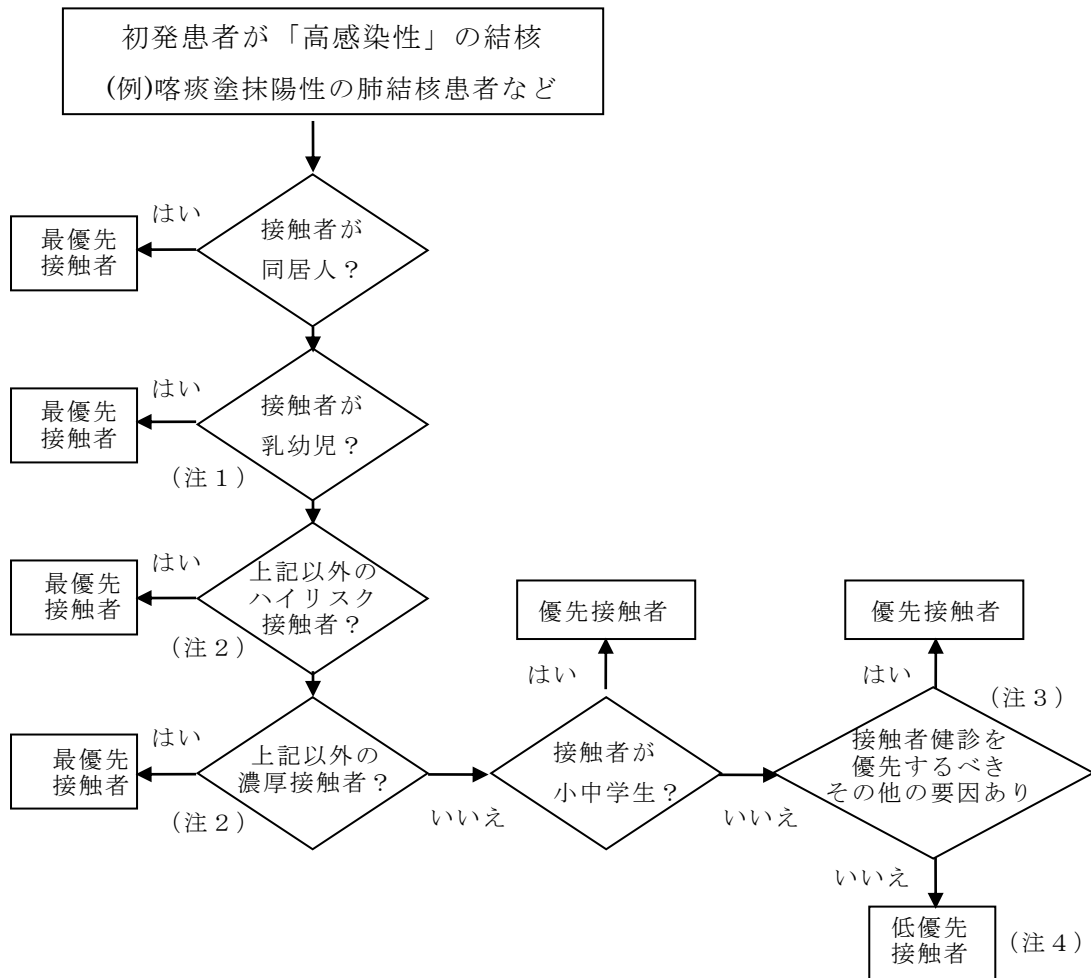 初発患者が「高感染性」の結核
(例)喀痰塗抹陽性の肺結核患者など
はい
最優先
接触者
接触者が
同居人？
はい
最優先
接触者
接触者が
乳幼児？
（注１）
はい
最優先
接触者
上記以外の
ハイリスク
接触者？
（注２）
はい
最優先
接触者
上記以外の
濃厚接触者？
（注２）
いいえ
優先接触者
はい
接触者が
小中学生？
いいえ
優先接触者
はい
（注３）
接触者健診を
優先するべき
その他の要因あり
いいえ
低優先
接触者
（注４）